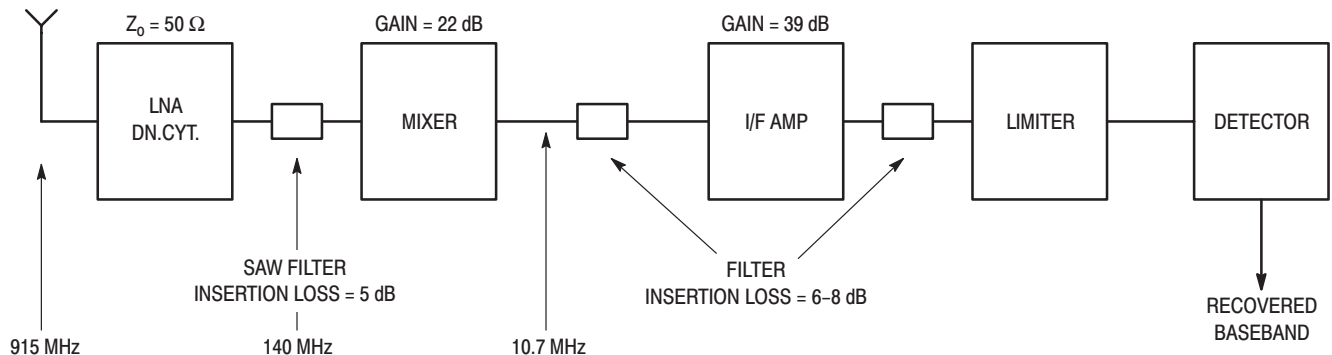 Z₀ = 50 Ω
GAIN = 22 dB
GAIN = 39 dB
LNA
DN.CYT.
MIXER
I/F AMP
LIMITER
DETECTOR
SAW FILTER
INSERTION LOSS = 5 dB
FILTER
INSERTION LOSS = 6–8 dB
RECOVERED
BASEBAND
915 MHz
140 MHz
10.7 MHz